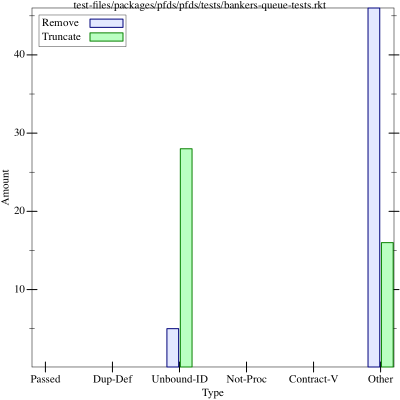 test-files/packages/pfds/pfds/tests/bankers-queue-tests.rkt
Remove
Truncate
40
30
20
10
Amount
Passed Dup-Def Unbound-ID Not-Proc Contract-V Other
Type